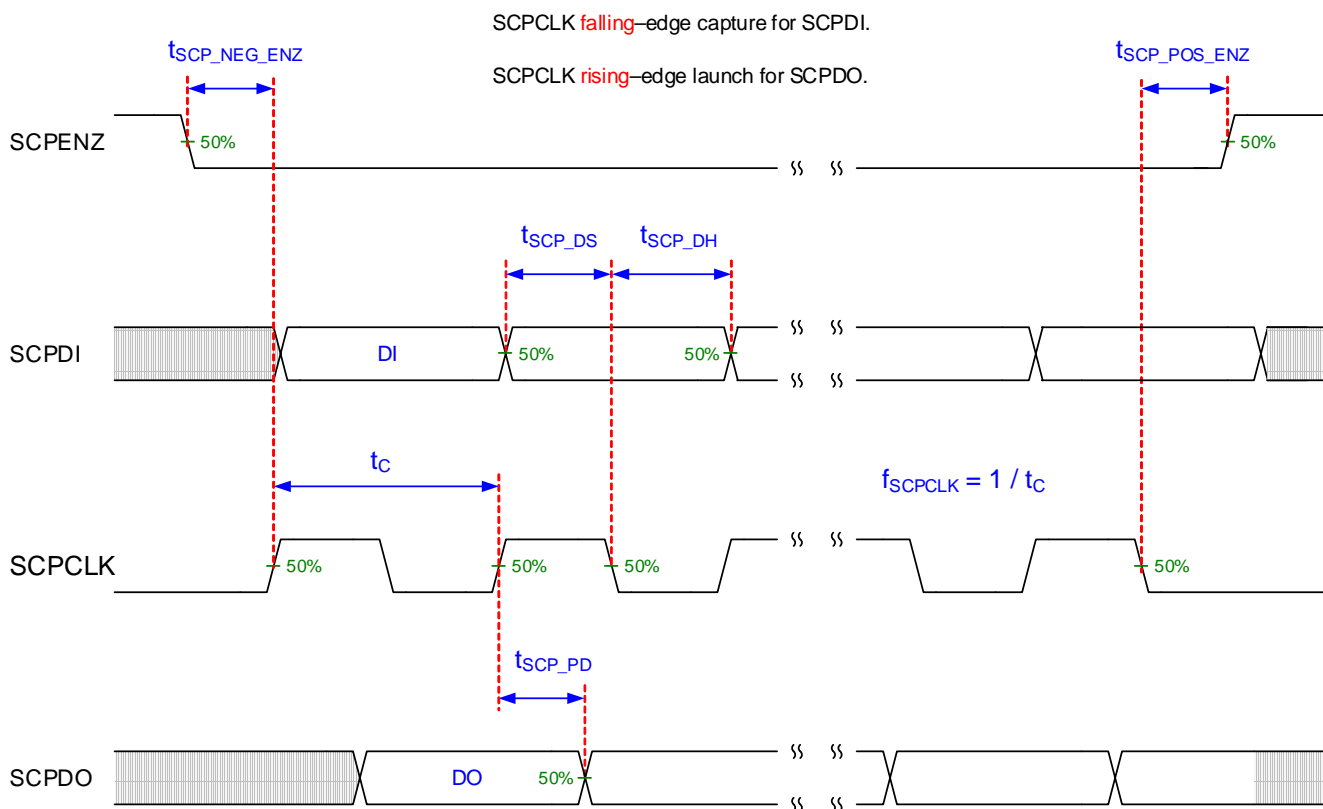 SCPCLK falling–edge capture for SCPDI.
SCPCLK rising–edge launch for SCPDO.
tSCP_NEG_ENZ
tSCP_POS_ENZ
SCPENZ
50%
50%
tSCP_DS
tSCP_DH
SCPDI
DI
50%
50%
tC
fSCPCLK = 1 / tC
SCPCLK
50%
50%
50%
50%
tSCP_PD
SCPDO
DO
50%